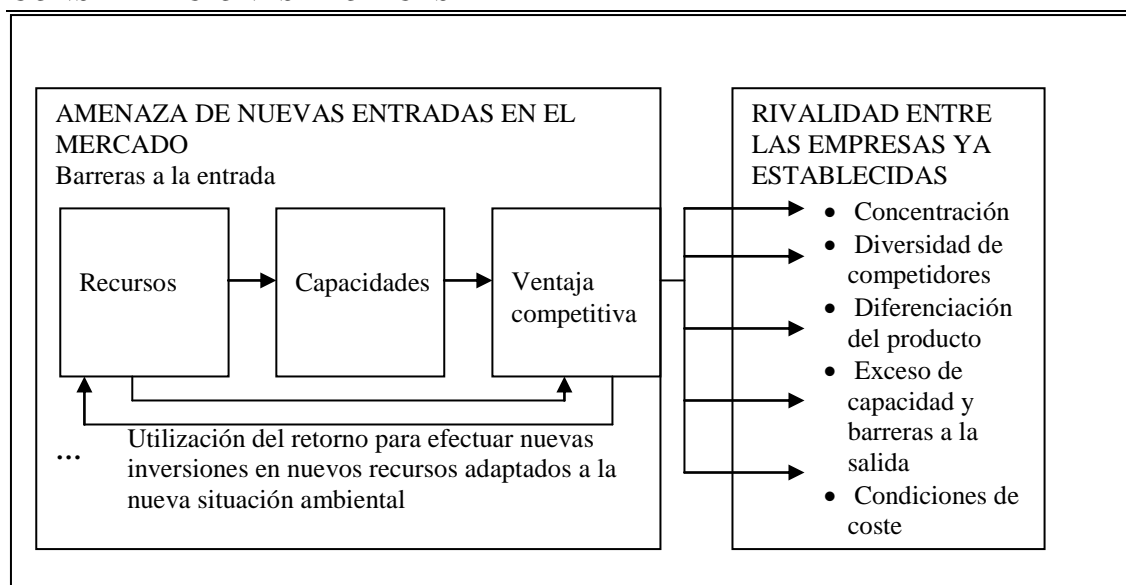 AMENAZA DE NUEVAS ENTRADAS EN EL
MERCADO
Barreras a la entrada
Recursos
Capacidades
Ventaja
competitiva
... Utilización del retorno para efectuar nuevas
inversiones en nuevos recursos adaptados a la
nueva situación ambiental
RIVALIDAD ENTRE
LAS EMPRESAS YA
ESTABLECIDAS
• Concentración
• Diversidad de
competidores
• Diferenciación
del producto
• Exceso de
capacidad y
barreras a la
salida
• Condiciones de
coste